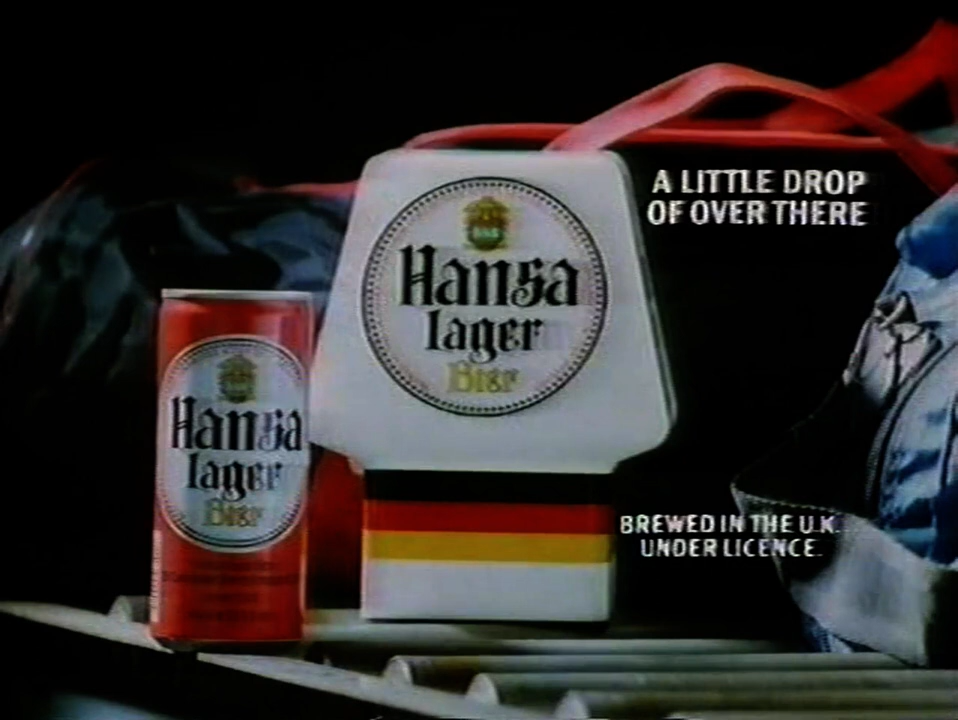 Hansa
lager
Bier
A LITTLE DROP
OF OVER THERE
Hansa
lager
Bier
BREWED IN THE U.K.
UNDER LICENCE.